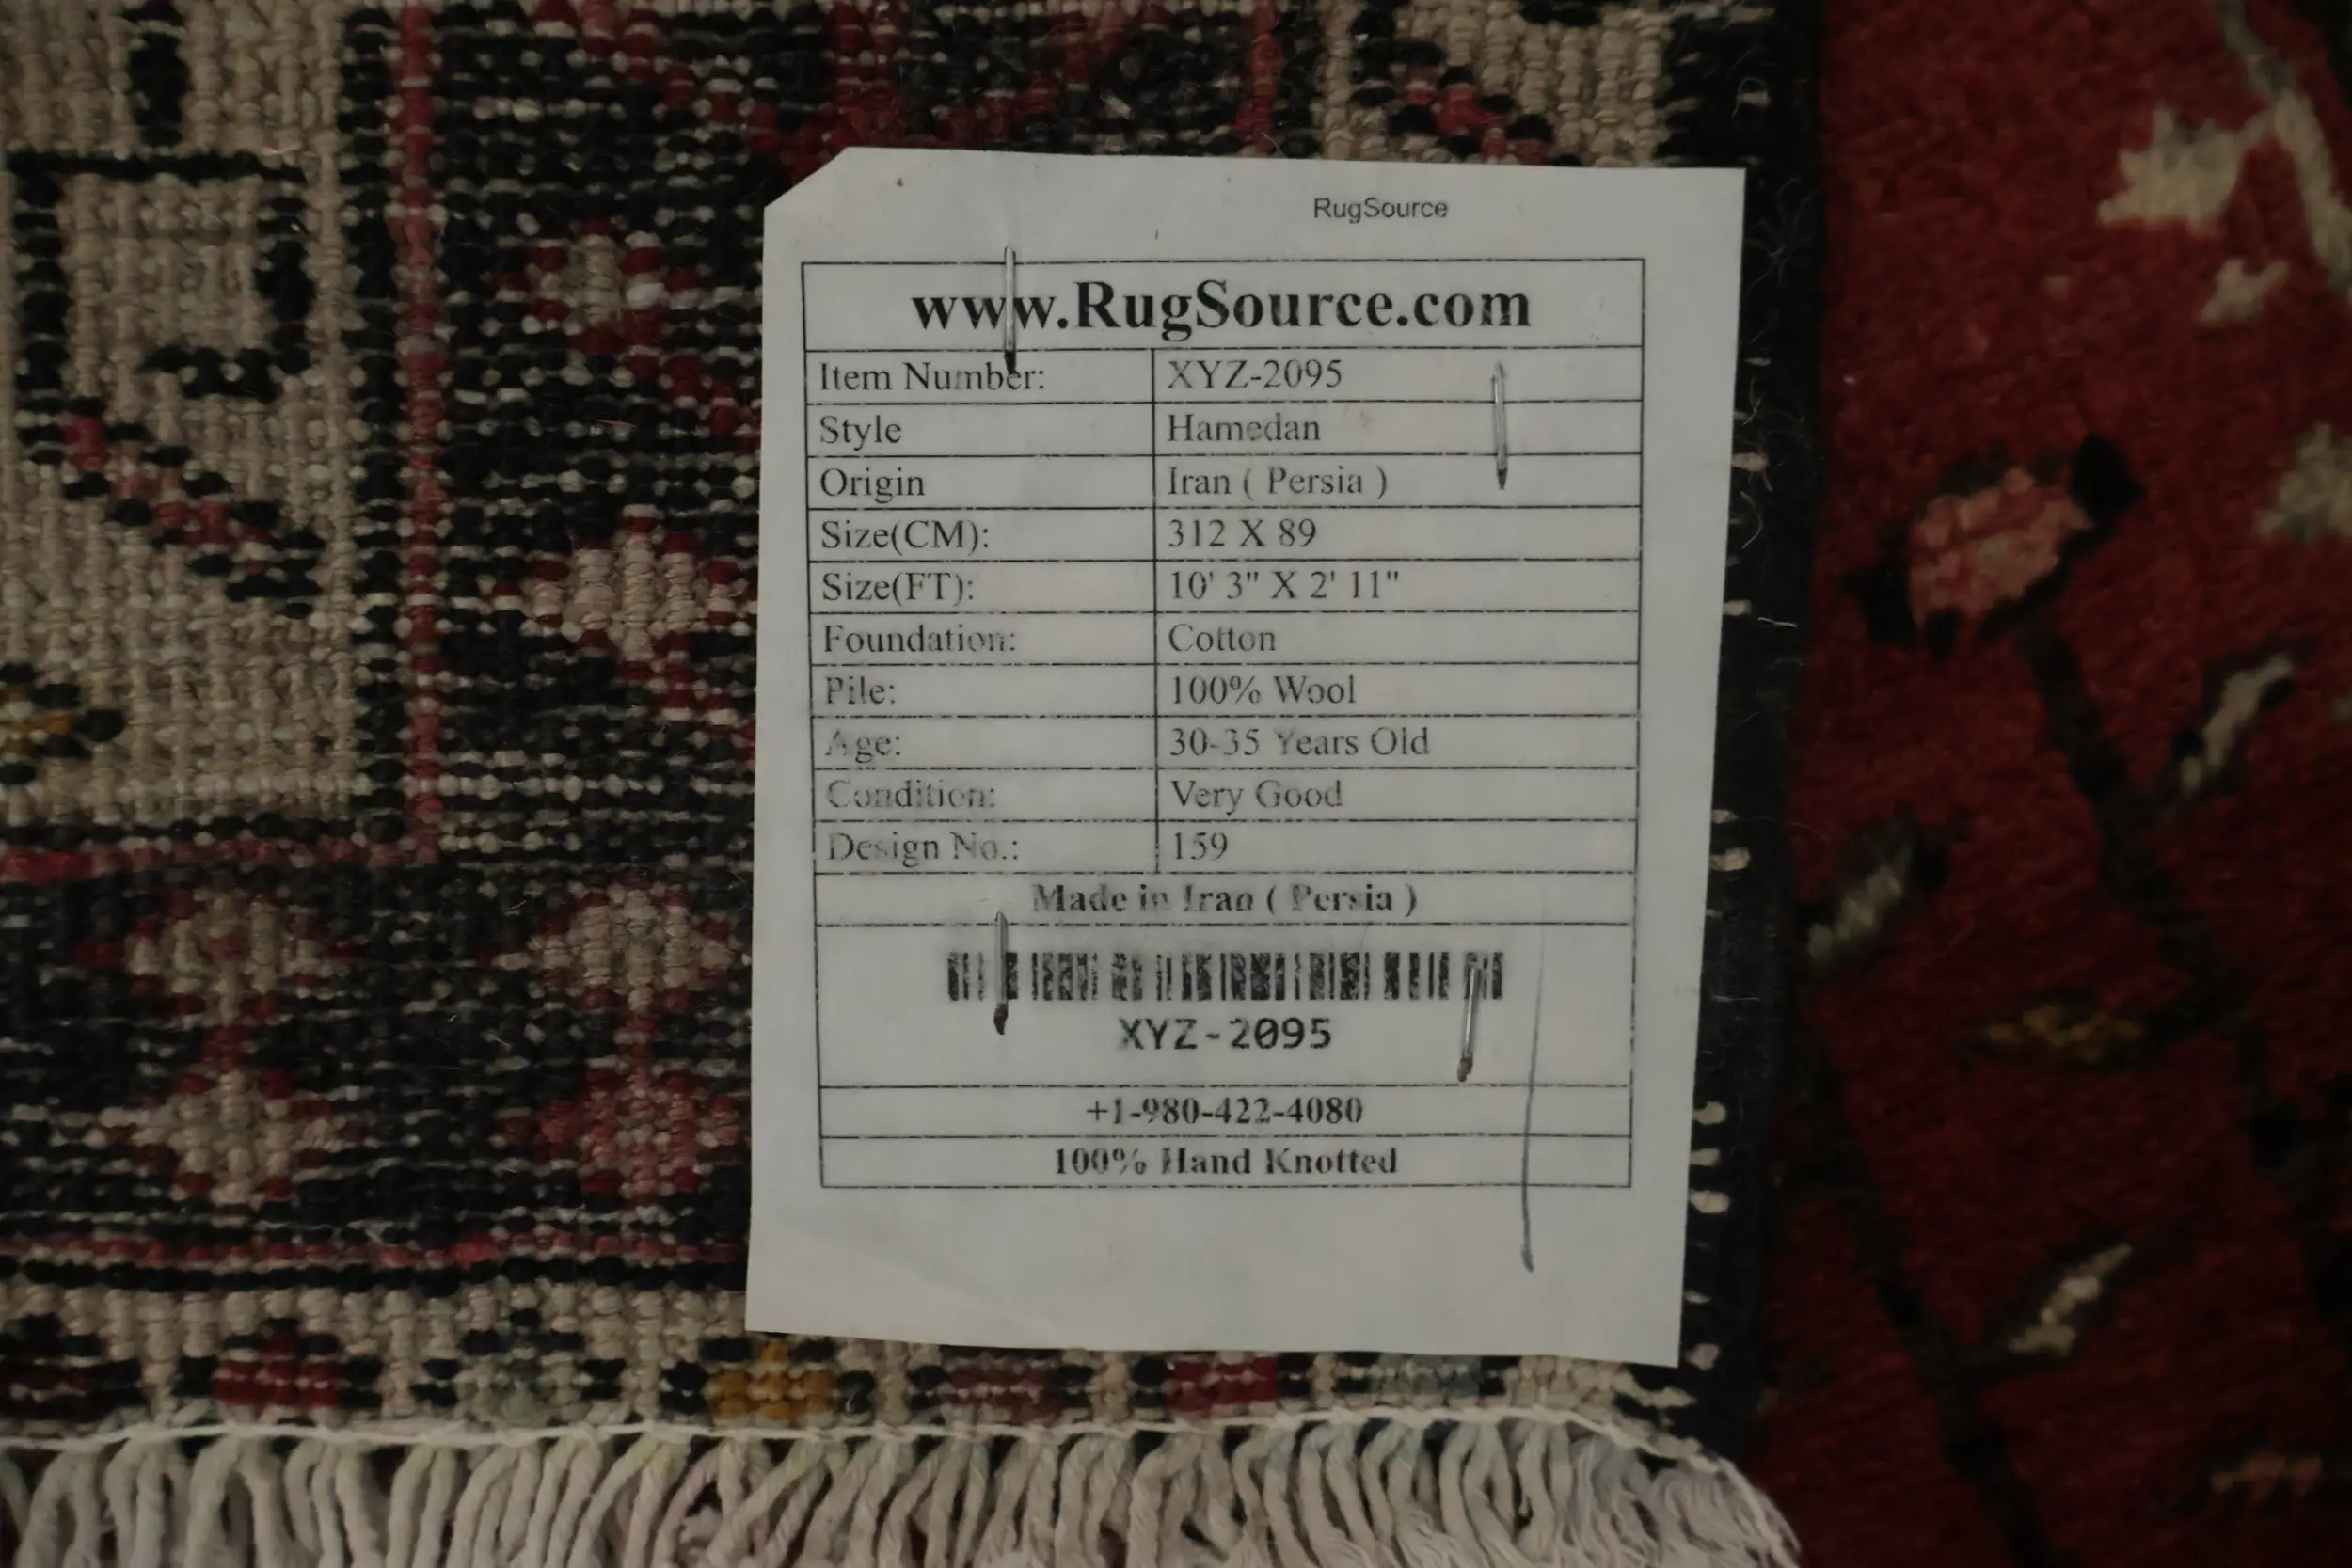 RugSource
www.RugSource.com
Item Number: XYZ-2095
Style Hamedan
Origin Iran ( Persia )
Size(CM): 312 X 89
Size(FT): 10' 3" X 2' 11"
Foundation: Cotton
Pile: 100% Wool
Age: 30-35 Years Old
Condition: Very Good
Design No.: 159
Made in Iran ( Persia )
XYZ-2095
+1-980-422-4080
100% Hand Knotted